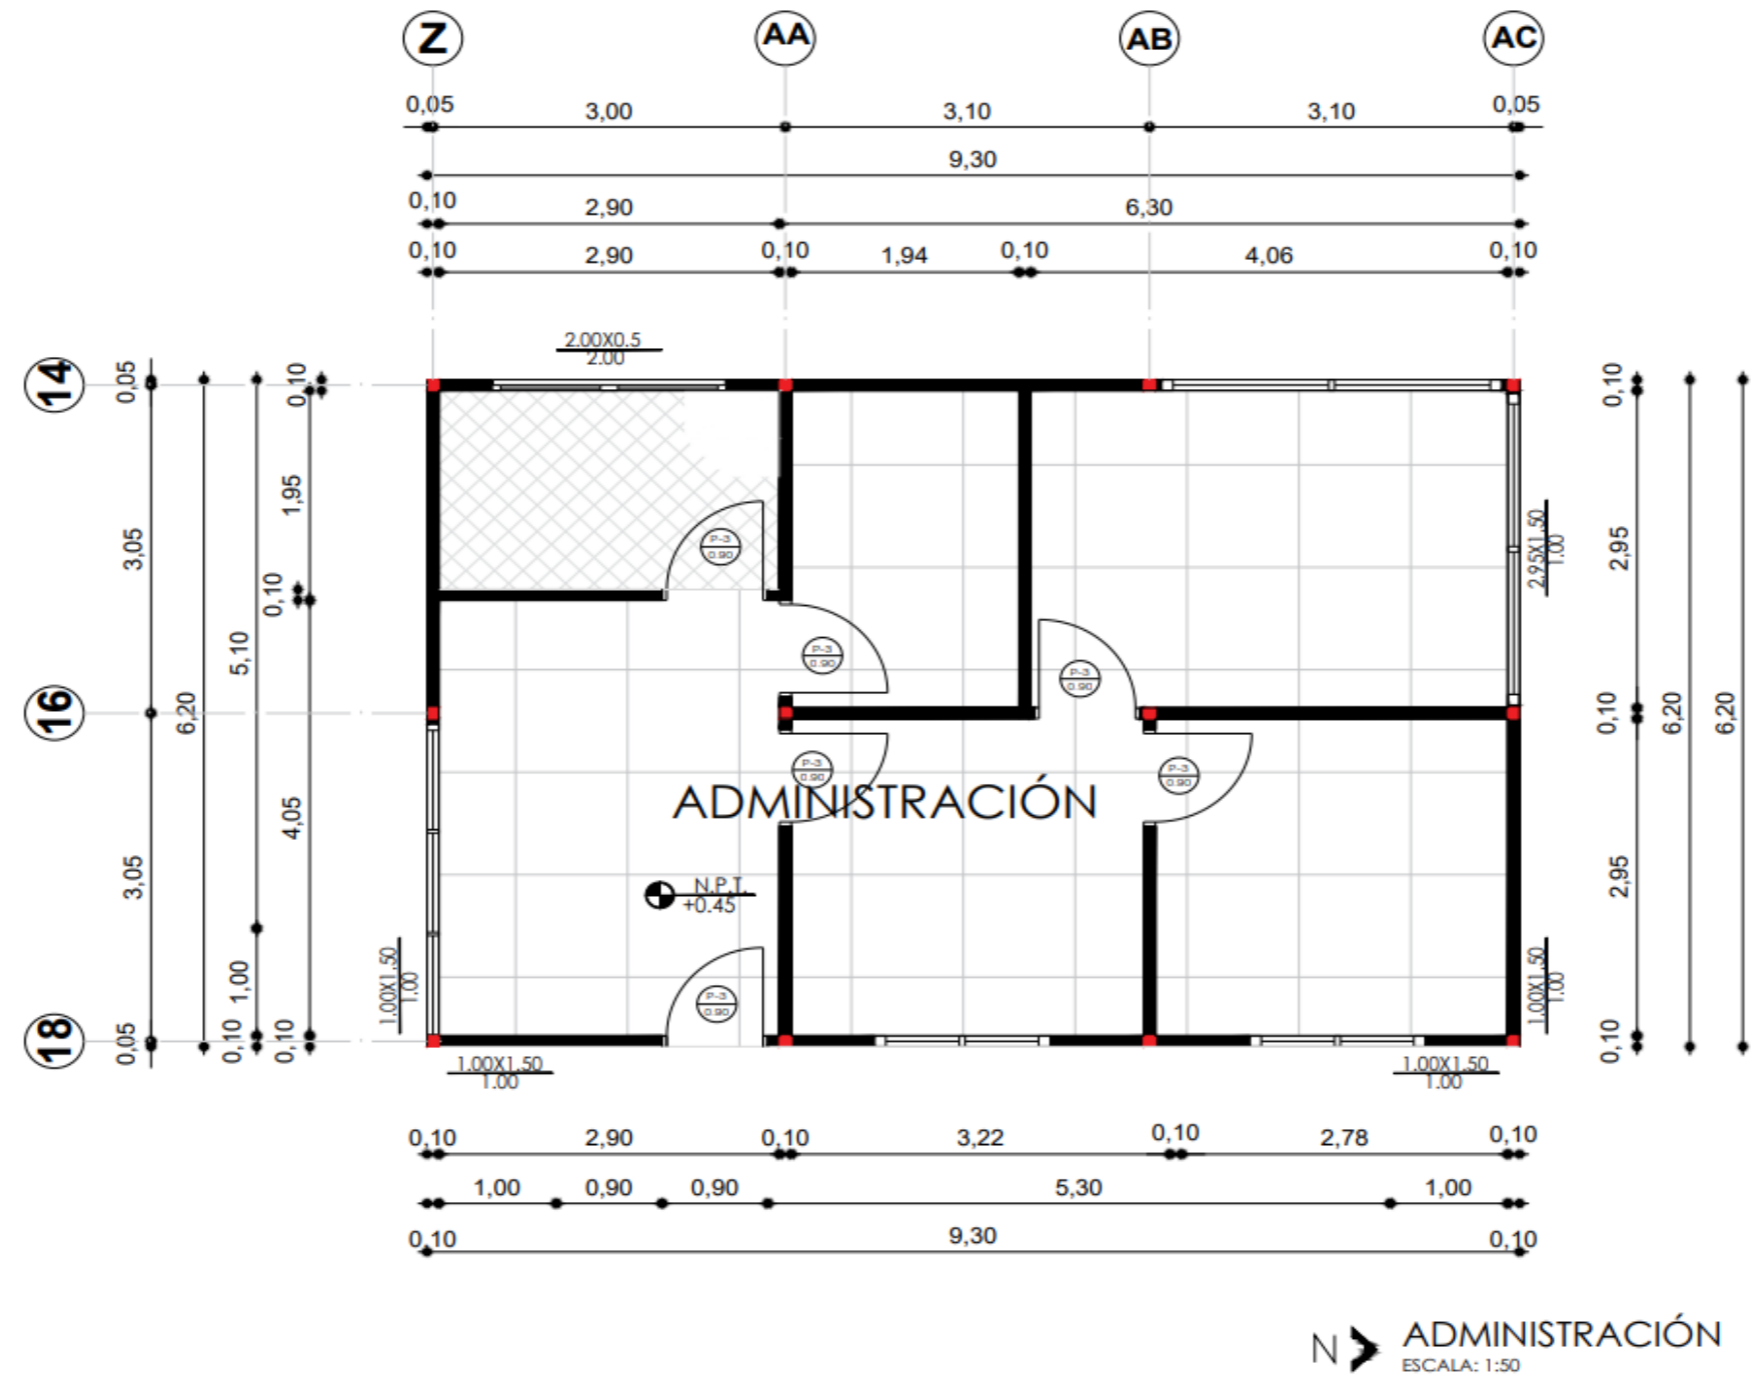 Z AA AB AC
0,05 3,00 3,10 3,10 0,05
9,30
0,10 2,90 6,30
0,10 2,90 0,10 1,94 0,10 4,06 0,10
2.00X0.5
2.00
14
16
18
0,05
3,05
3,05
0,05
6,20
5,10
1,00
0,10
0,10
1,95
0,10
4,05
0,10
P-3
0.90
P-3
0.90
P-3
0.90
P-3
0.90
P-3
0.90
ADMINISTRACIÓN
N.P.T.
+0.45
P-3
0.90
1.00X1.50
1.00
1.00X1.50
1.00
1.00X1.50
1.00
2.95X1.50
1.00
1.00X1.50
1.00
0,10
2,95
0,10
2,95
0,10
6,20
6,20
0,10 2,90 0,10 3,22 0,10 2,78 0,10
1,00 0,90 0,90 5,30 1,00
0,10 9,30 0,10
N
ADMINISTRACIÓN
ESCALA: 1:50